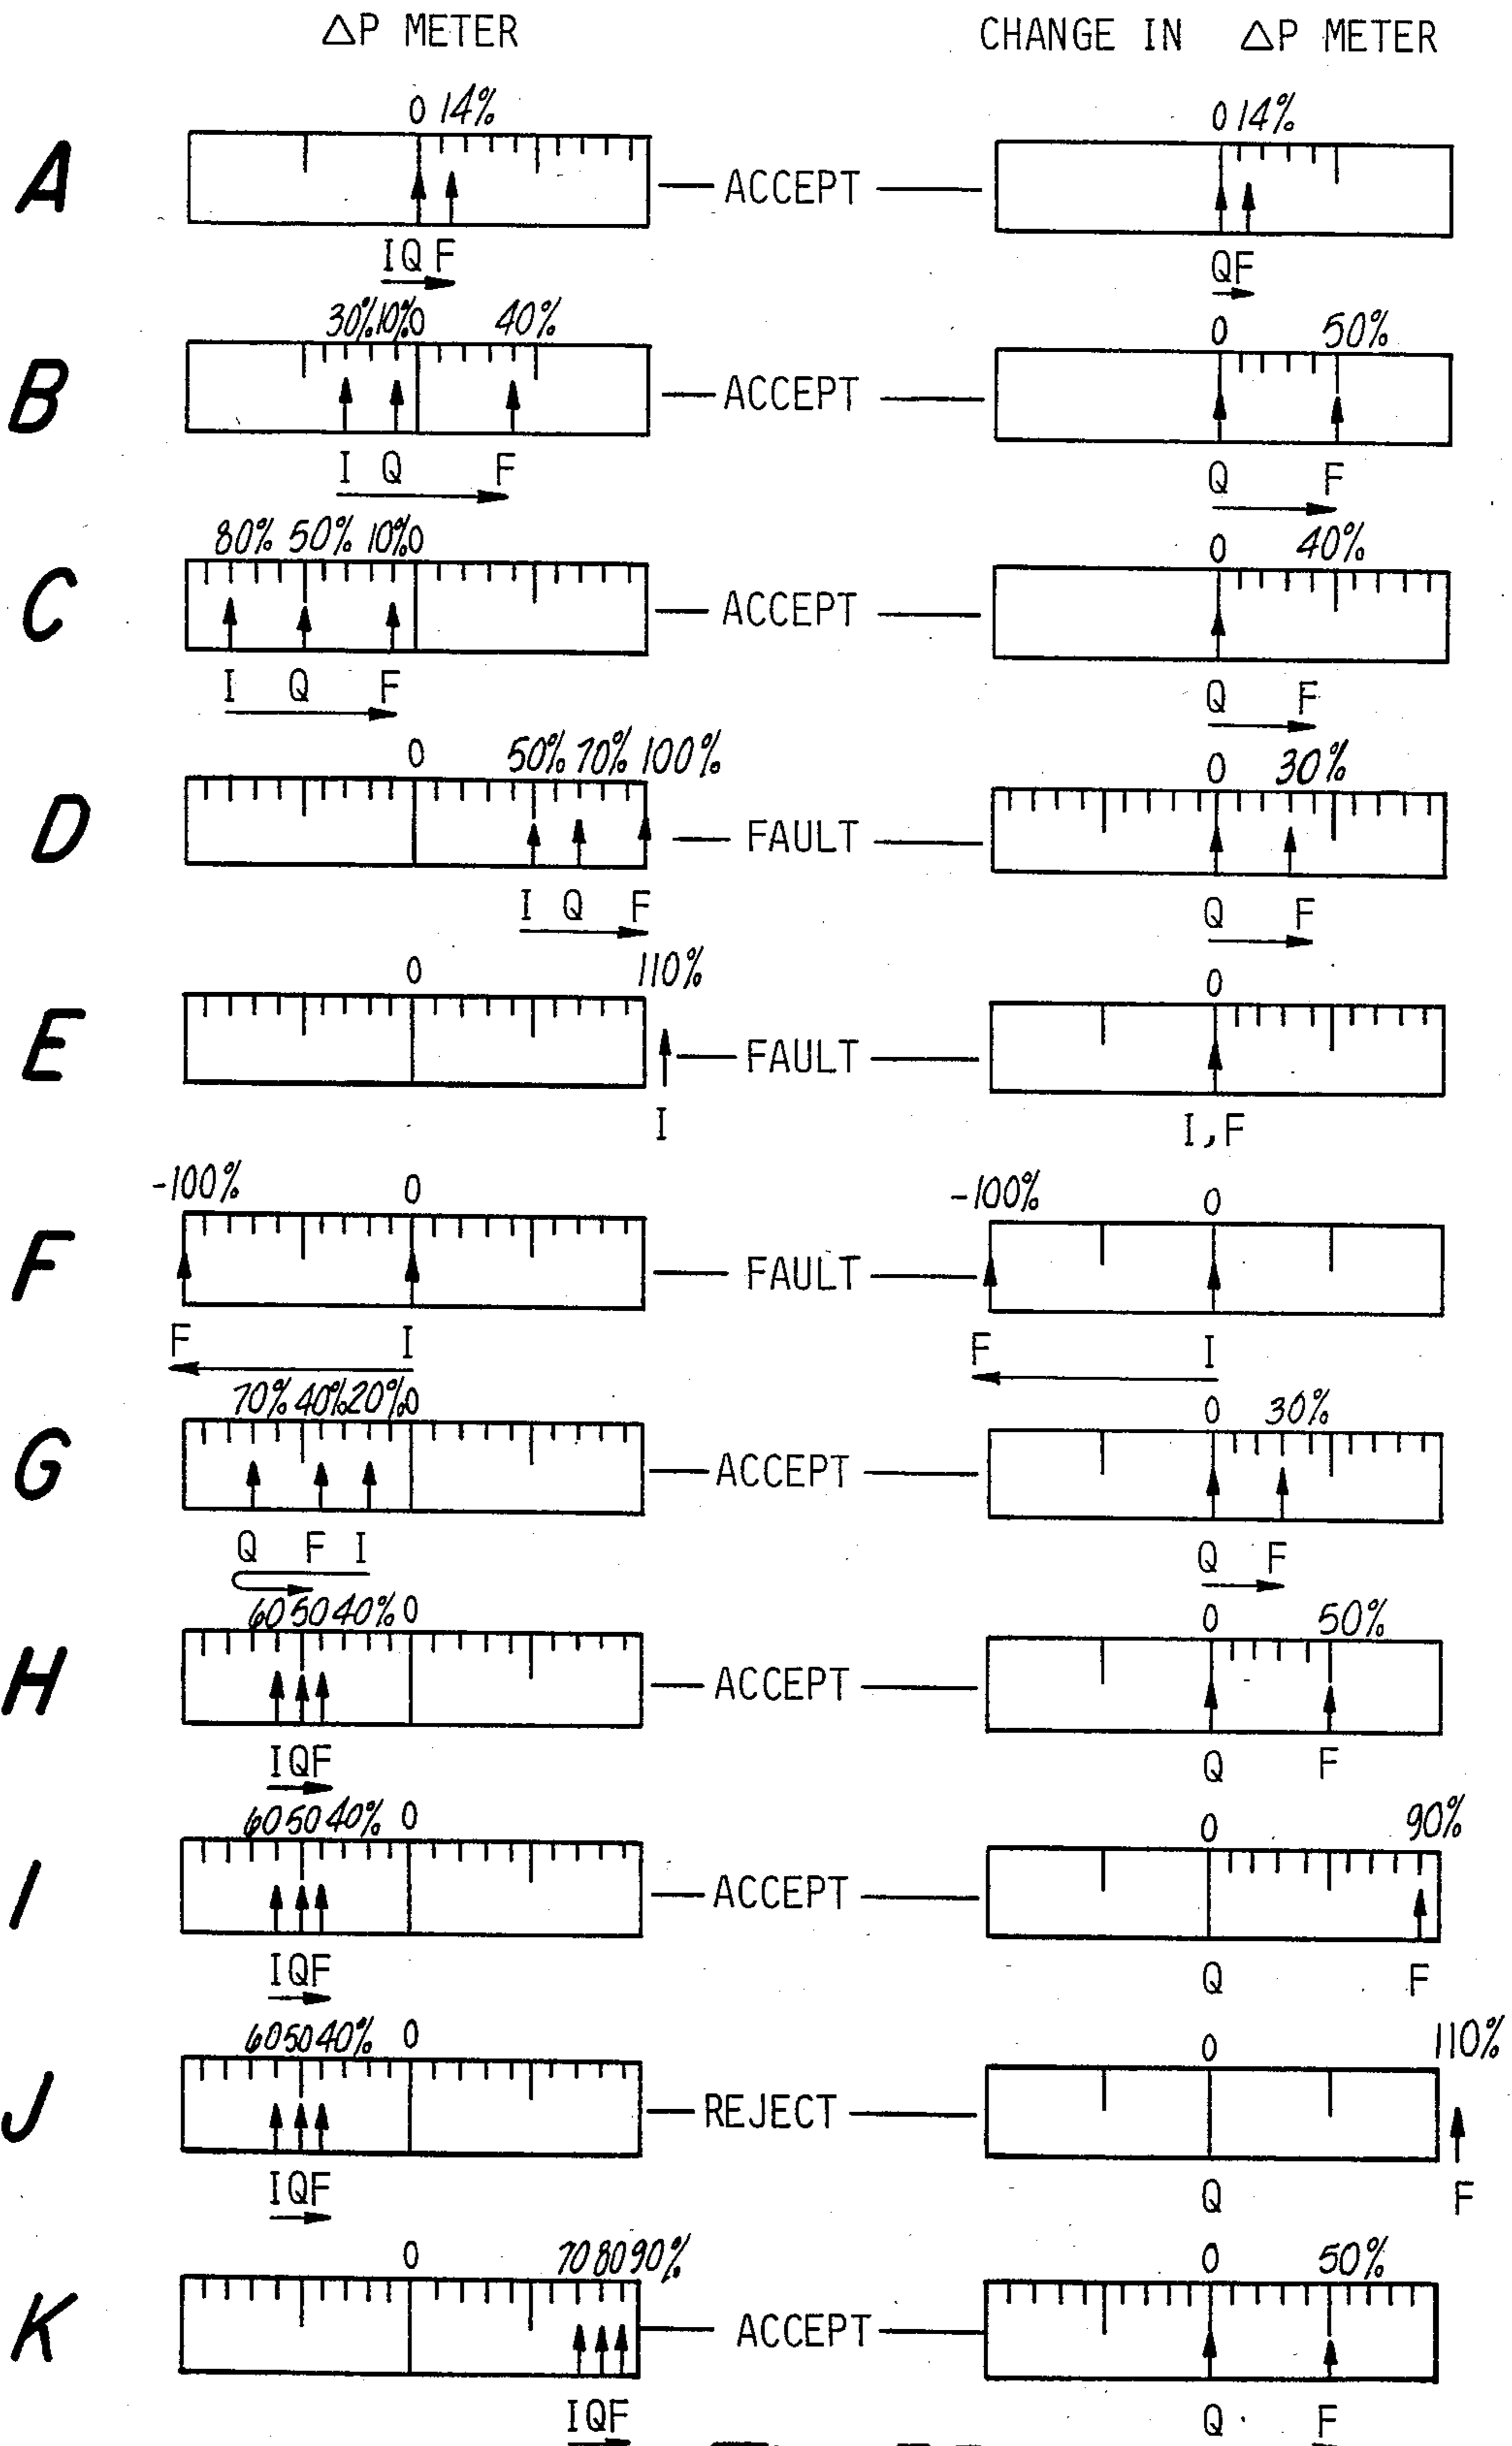 △P METER CHANGE IN △P METER
A
0 14%
IQ F
ACCEPT
0 14%
QF
B
30% 10% 0 40%
I Q F
ACCEPT
0 50%
Q F
C
80% 50% 10% 0
I Q F
ACCEPT
0 40%
Q F
D
0 50% 70% 100%
I Q F
FAULT
0 30%
Q F
E
0 110%
I
FAULT
0
I,F
F
-100% 0
F I
FAULT
-100% 0
F I
G
70% 40% 20% 0
Q F I
ACCEPT
0 30%
Q F
H
60 50 40% 0
IQF
ACCEPT
0 50%
Q F
I
60 50 40% 0
IQF
ACCEPT
0 90%
Q F
J
60 50 40% 0
IQF
REJECT
0 110%
Q F
K
0 70 80 90%
IQF
ACCEPT
0 50%
Q F